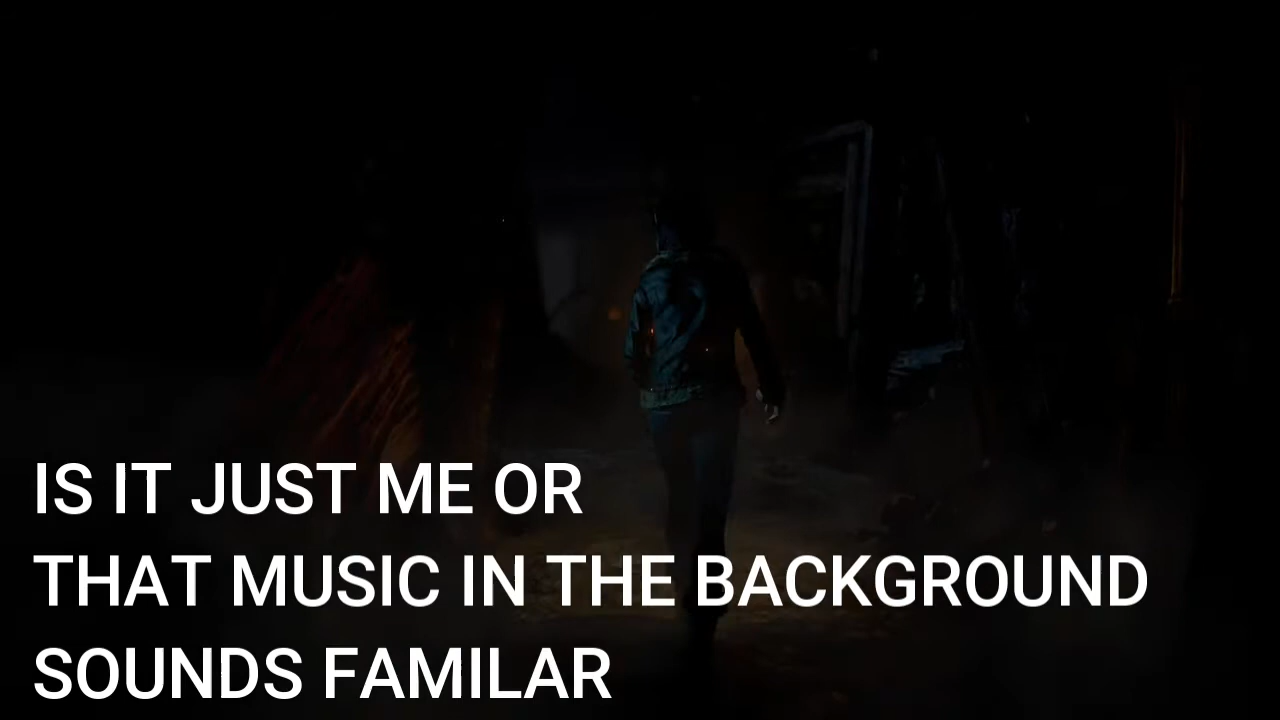 IS IT JUST ME OR
THAT MUSIC IN THE BACKGROUND
SOUNDS FAMILAR